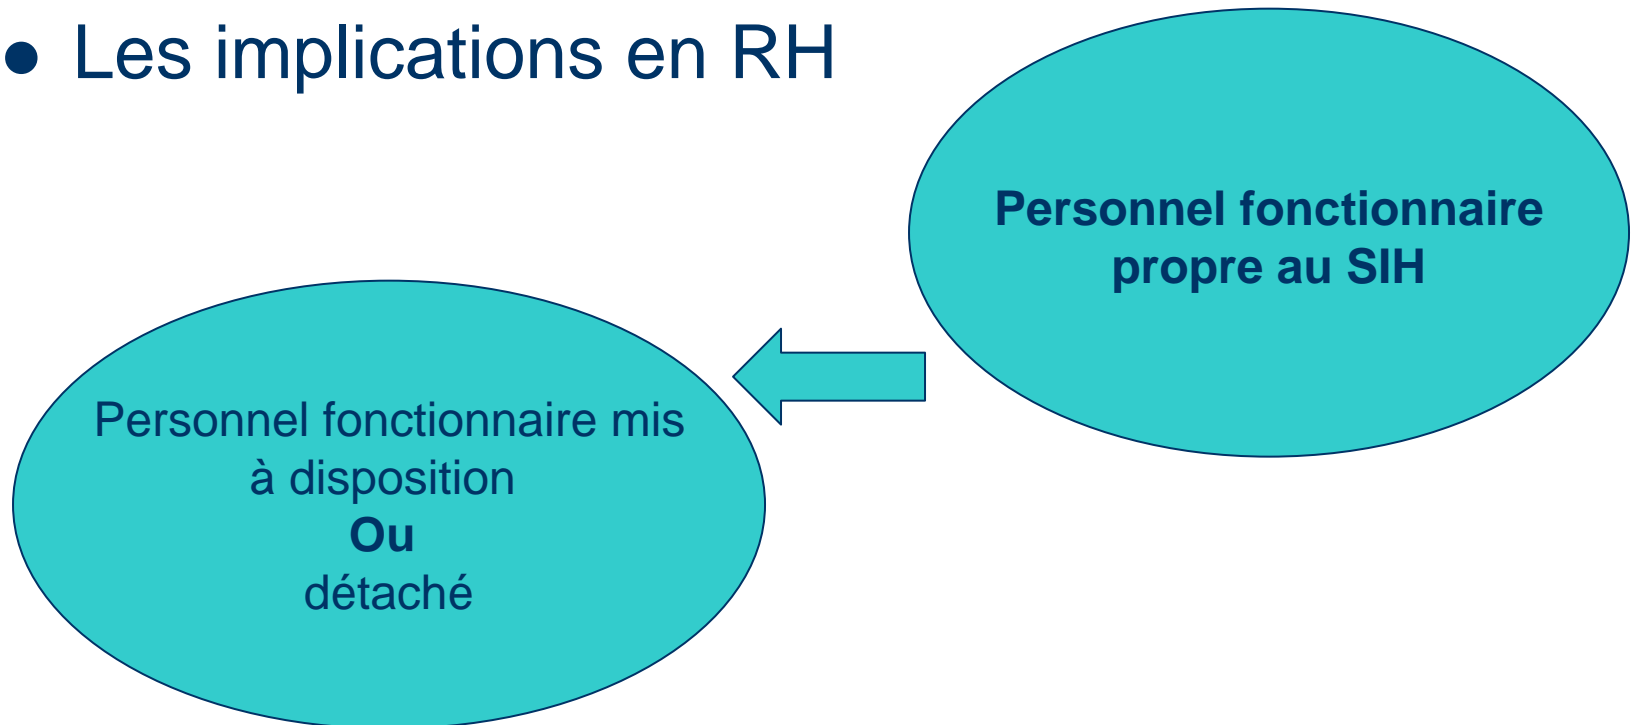 ● Les implications en RH
Personnel fonctionnaire
propre au SIH
Personnel fonctionnaire mis
à disposition
Ou
détaché